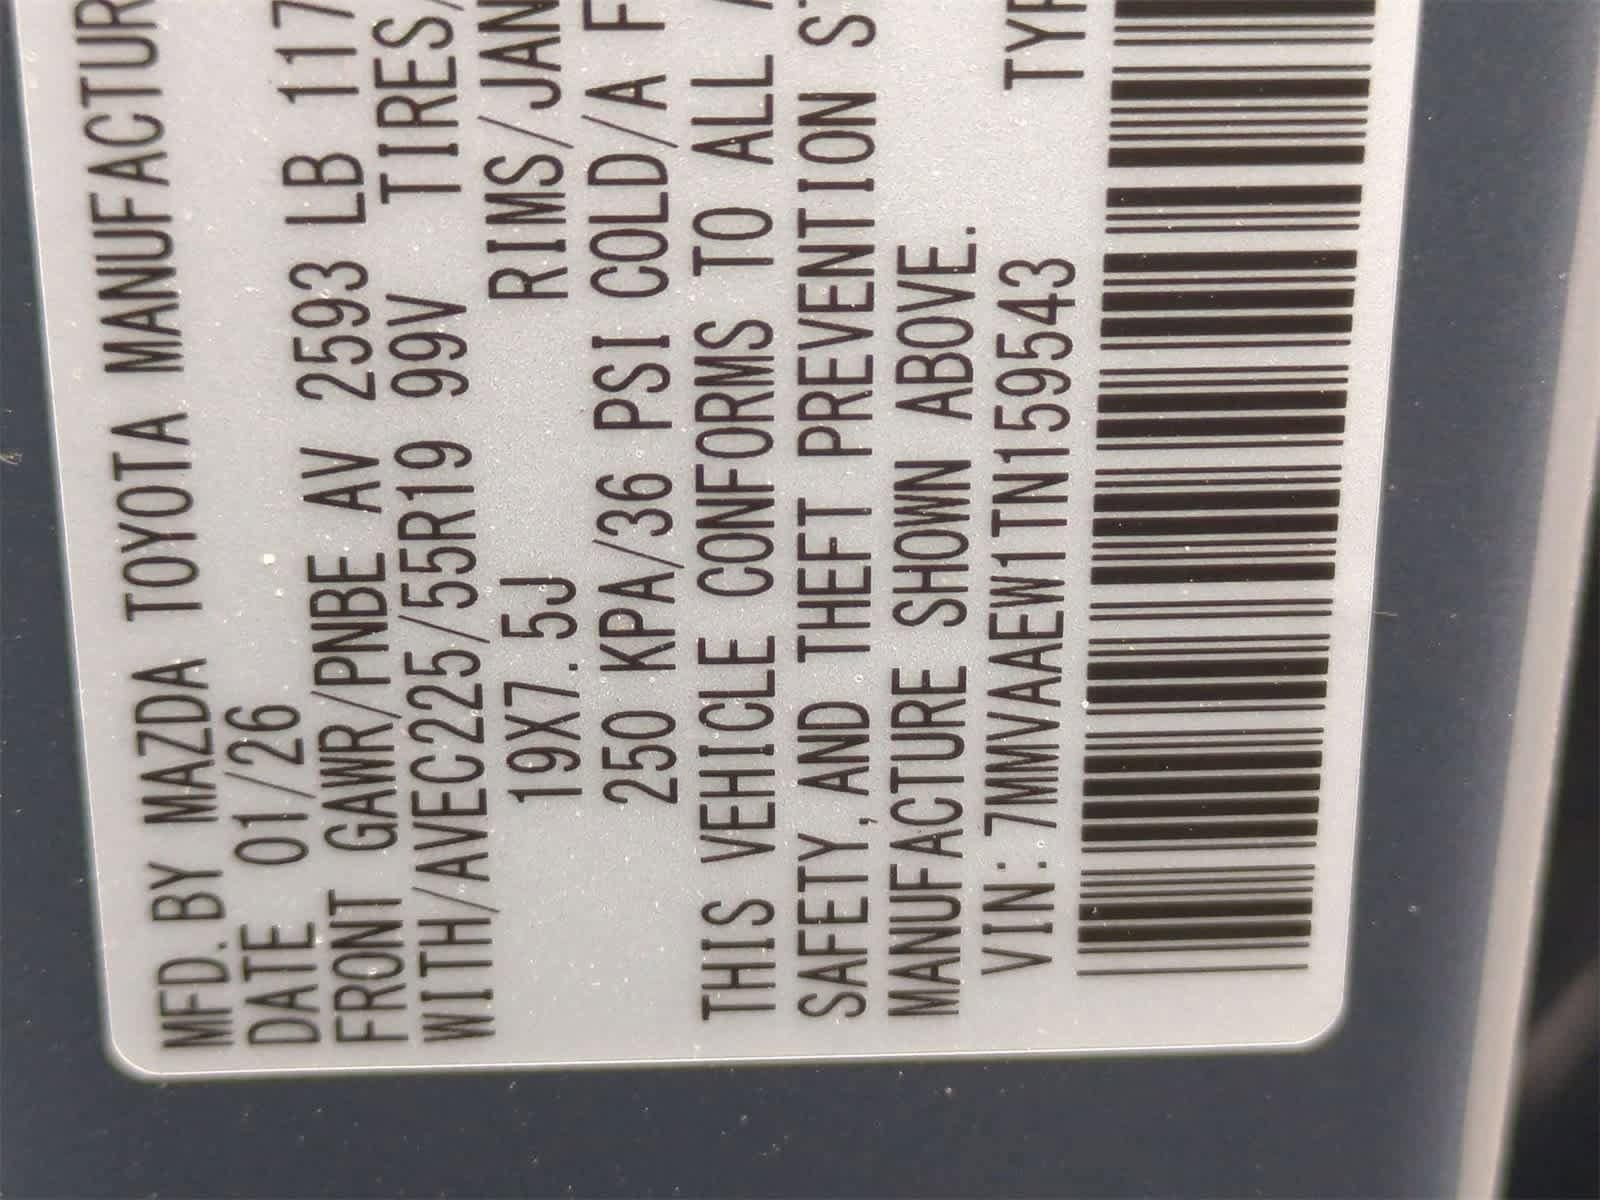 MFD. BY MAZDA TOYOTA MANUFACTUR
DATE 01/26
FRONT GAWR/PNBE AV 2593 LB 117
WITH/AVEC225/55R19 99V TIRES/
19X7.5J RIMS/JAN
250 KPA/36 PSI COLD/A F
THIS VEHICLE CONFORMS TO ALL
SAFETY, AND THEFT PREVENTION S
MANUFACTURE SHOWN ABOVE.
VIN: 7MMVAAEW1TN159543 TYP